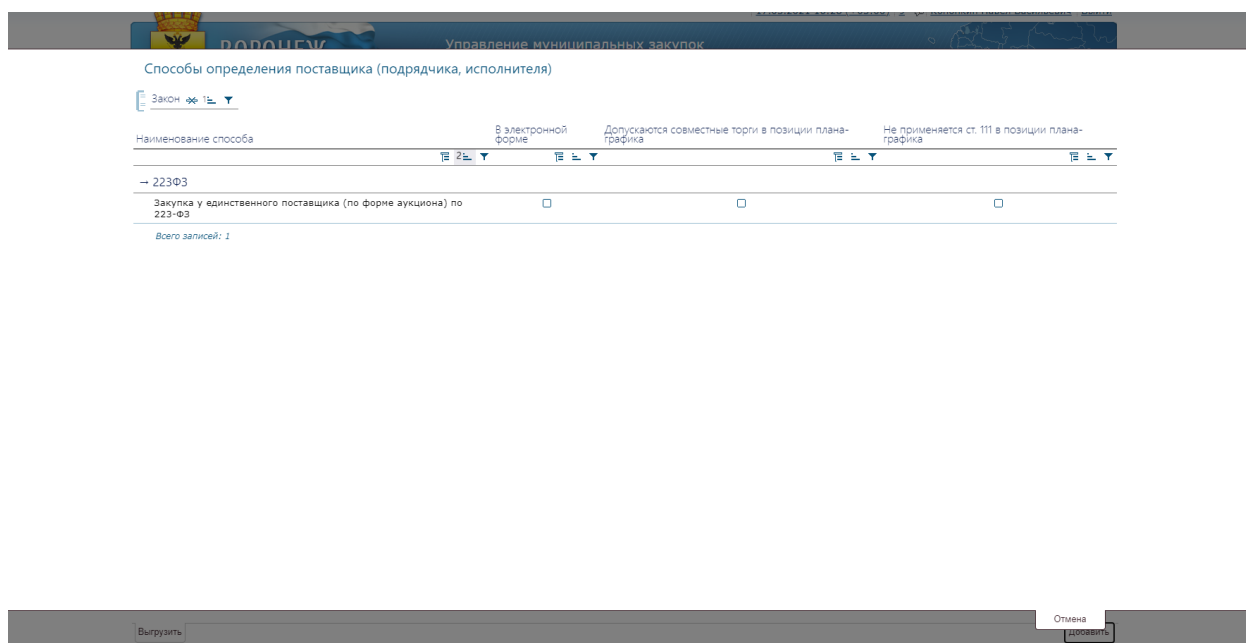 ВОРОНЕЖ
Управление муниципальных закупок
Способы определения поставщика (подрядчика, исполнителя)
Закон 1
Наименование способа
В электронной
форме
Допускаются совместные торги в позиции плана-
графика
Не применяется ст. 111 в позиции плана-
графика
2
→ 223ФЗ
Закупка у единственного поставщика (по форме аукциона) по
223-ФЗ
Всего записей: 1
Отмена
Выгрузить
Добавить